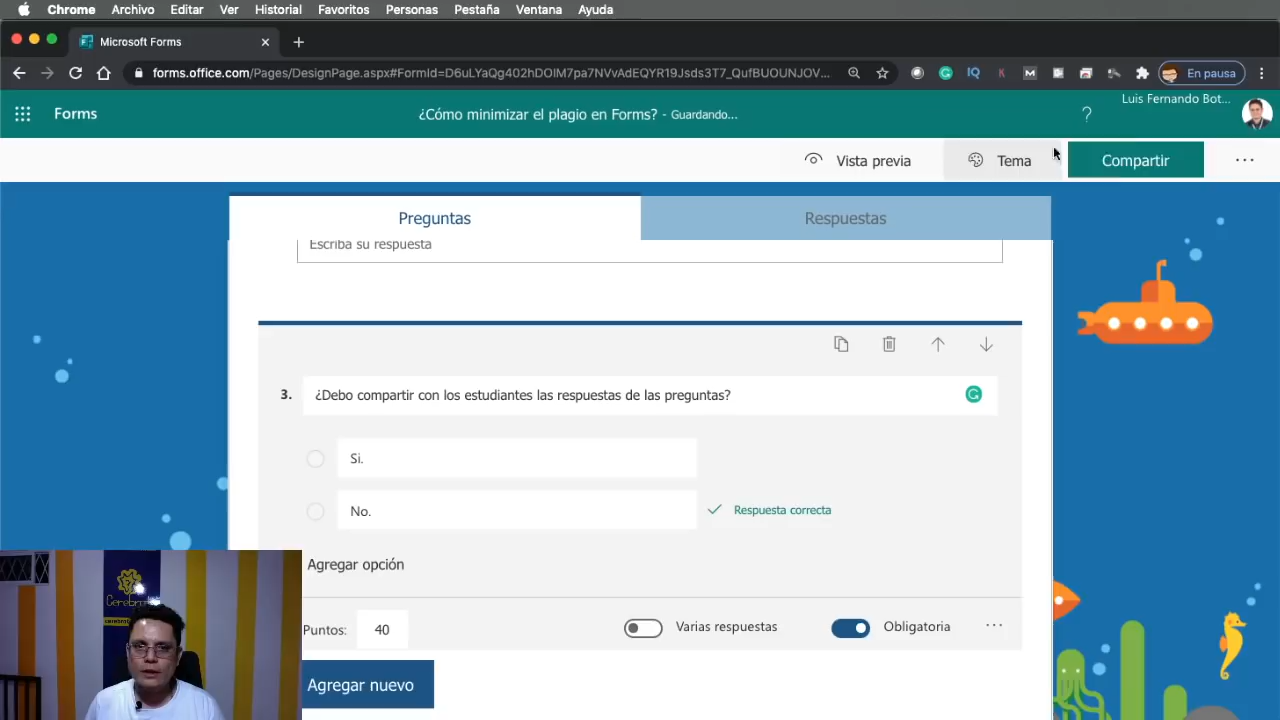 Chrome Archivo Editar Ver Historial Favoritos Personas Pestaña Ventana Ayuda
Microsoft Forms
forms.office.com/Pages/DesignPage.aspx#FormId=D6uLYaQg402hDOIM7pa7NVvAdEQYR19Jsds3T7_QufBUOUNJOV...
En pausa
Forms
¿Cómo minimizar el plagio en Forms? - Guardando...
?
Luis Fernando Bot...
Vista previa
Tema
Compartir
Preguntas
Respuestas
Escriba su respuesta
3. ¿Debo compartir con los estudiantes las respuestas de las preguntas?
Si.
No.
Respuesta correcta
Agregar opción
Puntos: 40
Varias respuestas
Obligatoria
Agregar nuevo